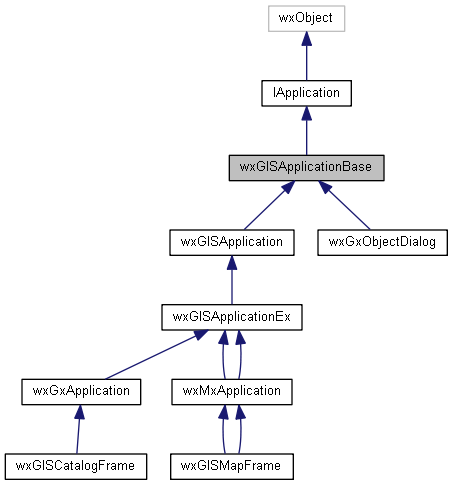 wxObject
IApplication
wxGISApplicationBase
wxGISApplication
wxGxObjectDialog
wxGISApplicationEx
wxGxApplication
wxMxApplication
wxGISCatalogFrame
wxGISMapFrame